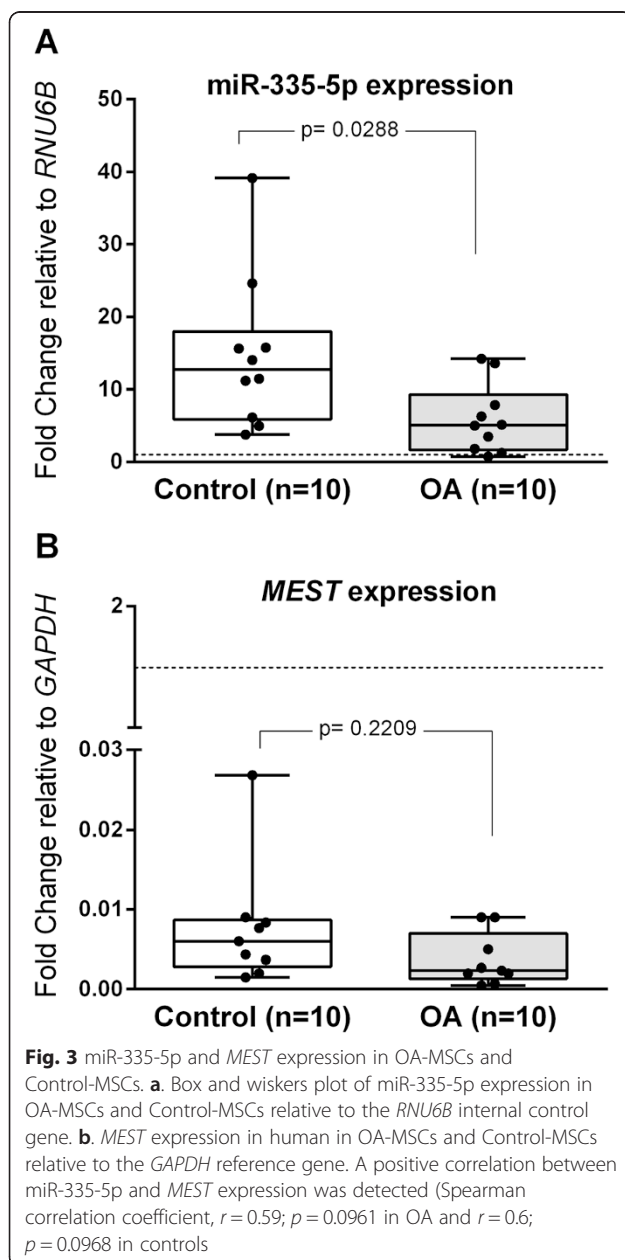 A
miR-335-5p expression
Fold Change relative to RNU6B
50
40
30
20
10
0
p= 0.0288
Control (n=10)
OA (n=10)
B
MEST expression
Fold Change relative to GAPDH
2
0.03
0.02
0.01
0.00
p= 0.2209
Control (n=10)
OA (n=10)
Fig. 3 miR-335-5p and MEST expression in OA-MSCs and
Control-MSCs. a. Box and wiskers plot of miR-335-5p expression in
OA-MSCs and Control-MSCs relative to the RNU6B internal control
gene. b. MEST expression in human in OA-MSCs and Control-MSCs
relative to the GAPDH reference gene. A positive correlation between
miR-335-5p and MEST expression was detected (Spearman
correlation coefficient, r = 0.59; p = 0.0961 in OA and r = 0.6;
p = 0.0968 in controls